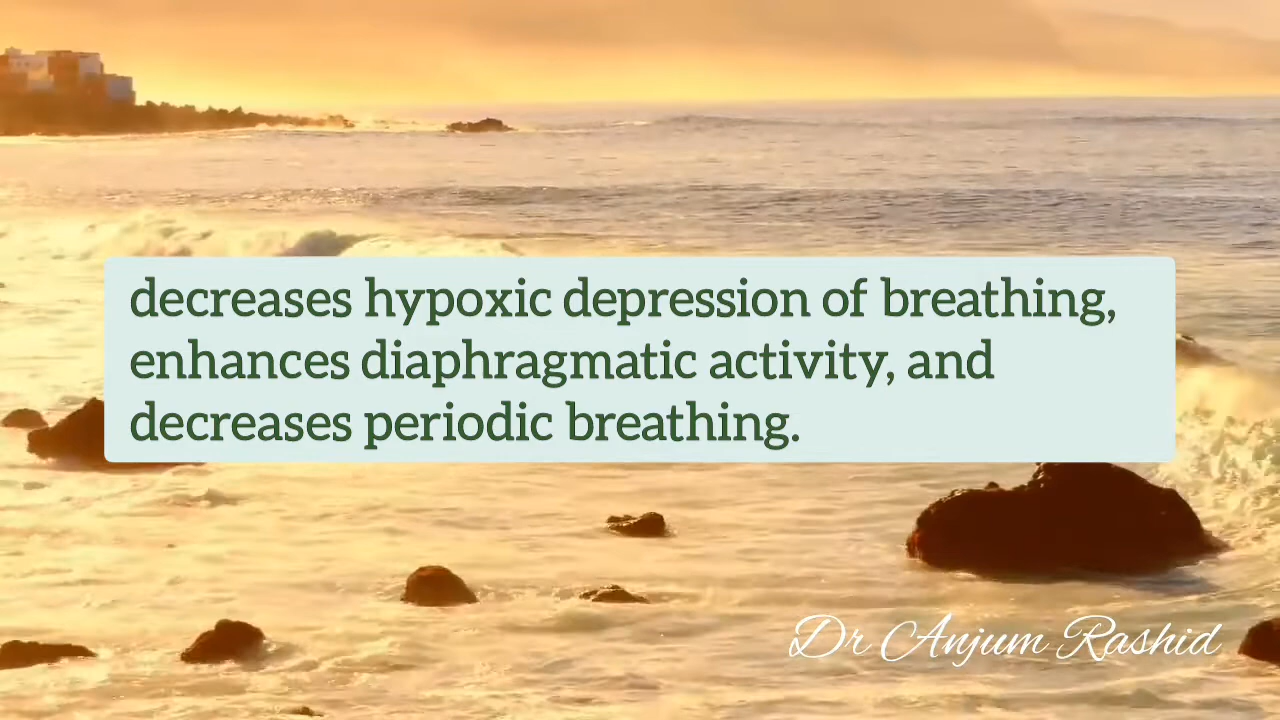 decreases hypoxic depression of breathing,
enhances diaphragmatic activity, and
decreases periodic breathing.
Dr Anjum Rashid